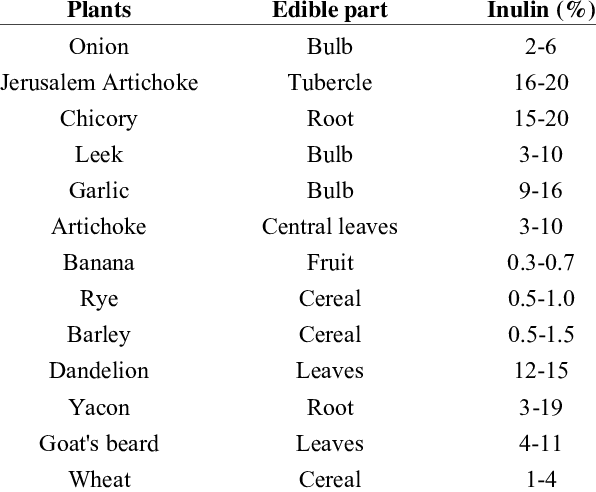 Plants Edible part Inulin (%)
Onion Bulb 2-6
Jerusalem Artichoke Tubercle 16-20
Chicory Root 15-20
Leek Bulb 3-10
Garlic Bulb 9-16
Artichoke Central leaves 3-10
Banana Fruit 0.3-0.7
Rye Cereal 0.5-1.0
Barley Cereal 0.5-1.5
Dandelion Leaves 12-15
Yacon Root 3-19
Goat's beard Leaves 4-11
Wheat Cereal 1-4